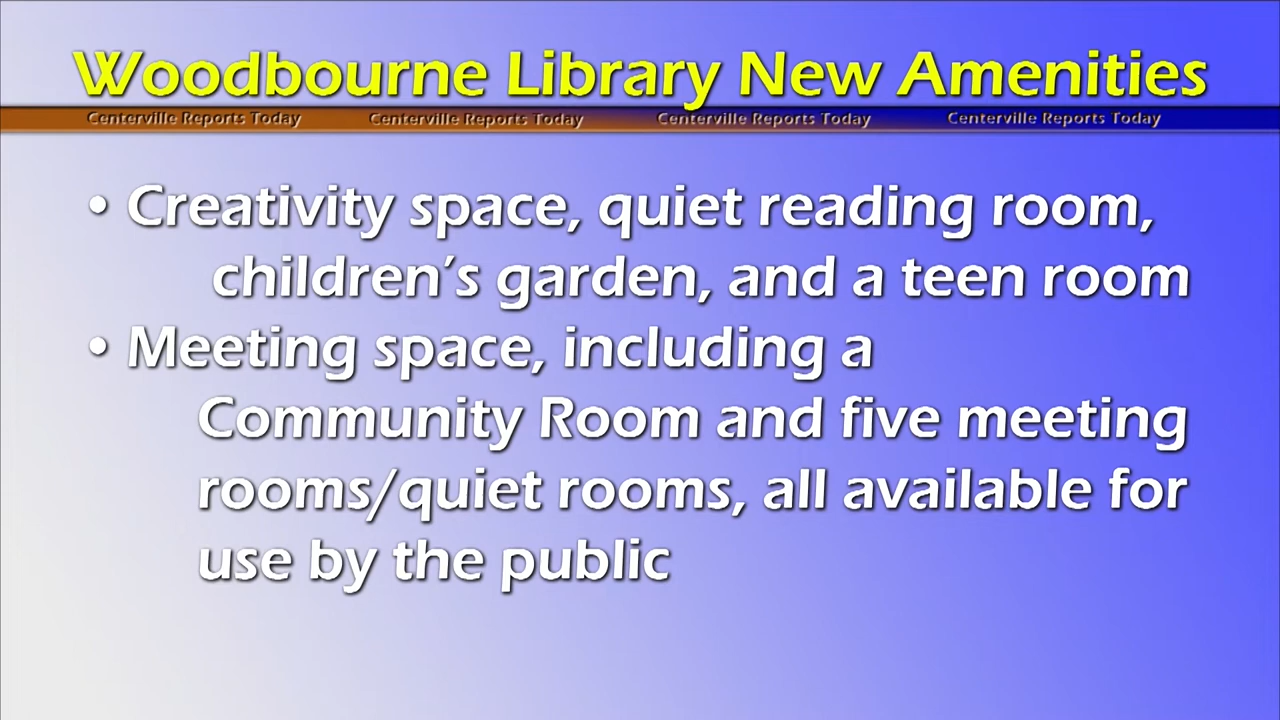 Woodbourne Library New Amenities
Centerville Reports Today Centerville Reports Today Centerville Reports Today Centerville Reports Today
• Creativity space, quiet reading room,
children’s garden, and a teen room
• Meeting space, including a
Community Room and five meeting
rooms/quiet rooms, all available for
use by the public